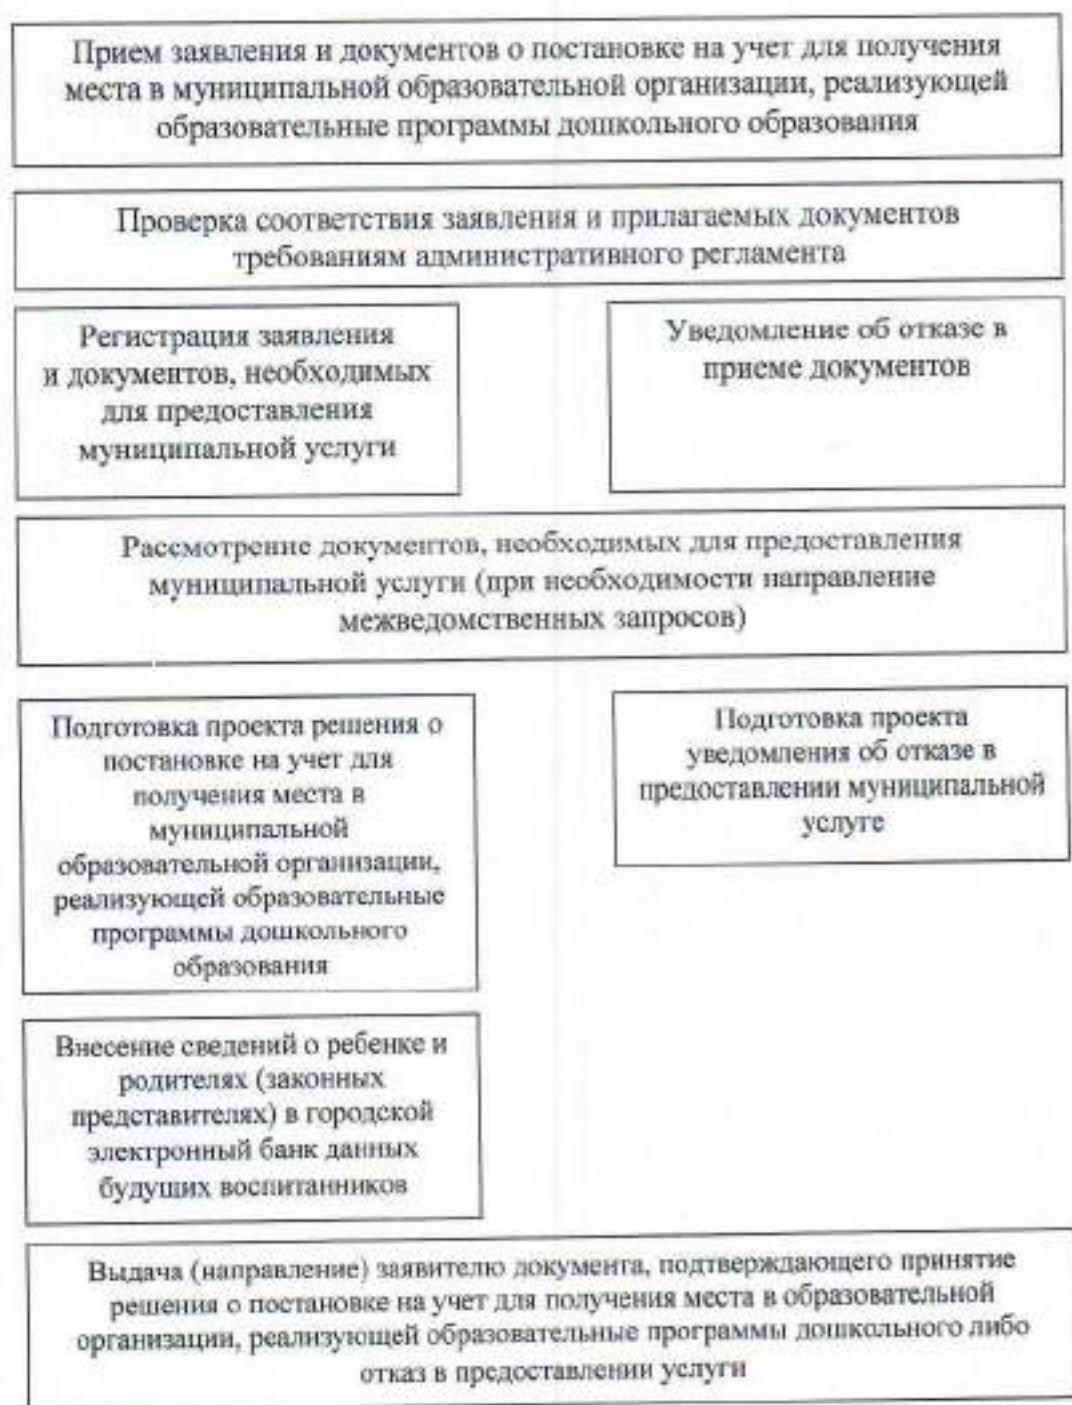 Прием заявления и документов о постановке на учет для получения
места в муниципальной образовательной организации, реализующей
образовательные программы дошкольного образования
Проверка соответствия заявления и прилагаемых документов
требованиям административного регламента
Регистрация заявления
и документов, необходимых
для предоставления
муниципальной услуги
Уведомление об отказе в
приеме документов
Рассмотрение документов, необходимых для предоставления
муниципальной услуги (при необходимости направление
межведомственных запросов)
Подготовка проекта решения о
постановке на учет для
получения места в
муниципальной
образовательной организации,
реализующей образовательные
программы дошкольного
образования
Подготовка проекта
уведомления об отказе в
предоставлении муниципальной
услуге
Внесение сведений о ребенке и
родителях (законных
представителях) в городской
электронный банк данных
будущих воспитанников
Выдача (направление) заявителю документа, подтверждающего принятие
решения о постановке на учет для получения места в образовательной
организации, реализующей образовательные программы дошкольного либо
отказ в предоставлении услуги